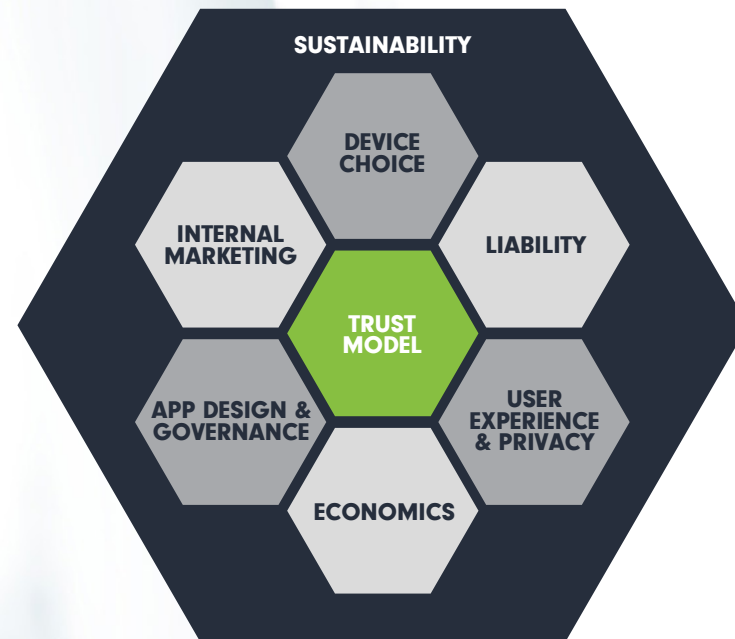 SUSTAINABILITY
DEVICE
CHOICE
INTERNAL
MARKETING
LIABILITY
TRUST
MODEL
APP DESIGN &
GOVERNANCE
USER
EXPERIENCE
& PRIVACY
ECONOMICS